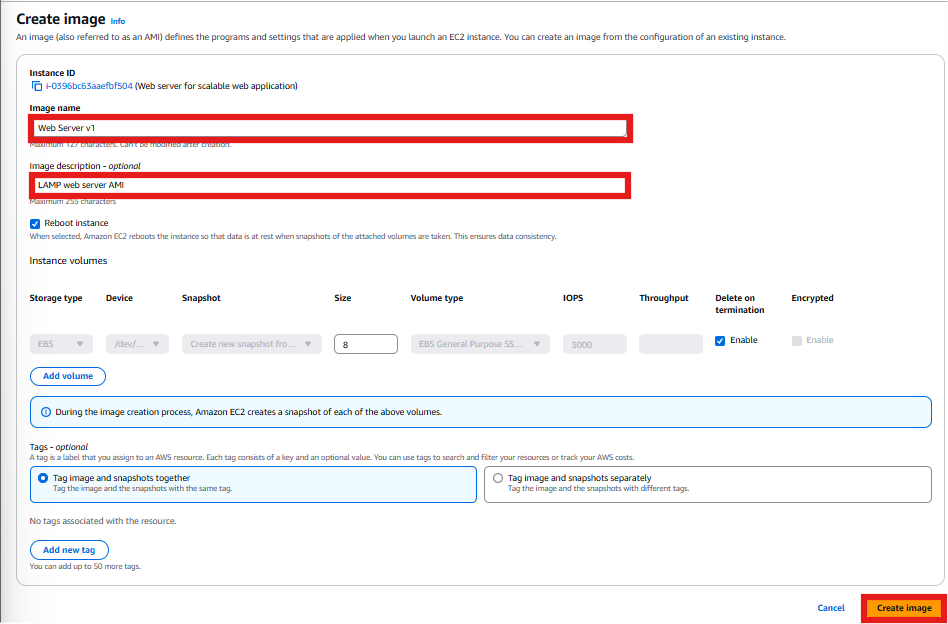 Create image Info
An image (also referred to as an AMI) defines the programs and settings that are applied when you launch an EC2 instance. You can create an image from the configuration of an existing instance.
Instance ID
i-0396bc63aaefbf504 (Web server for scalable web application)
Image name
Web Server v1
Maximum 127 characters. Can't be modified after creation.
Image description - optional
LAMP web server AMI
Maximum 255 characters
Reboot instance
When selected, Amazon EC2 reboots the instance so that data is at rest when snapshots of the attached volumes are taken. This ensures data consistency.
Instance volumes
Storage type Device Snapshot Size Volume type IOPS Throughput Delete on termination Encrypted
EBS /dev/... Create new snapshot fro... 8 EBS General Purpose SS... 3000 Enable Enable
Add volume
During the image creation process, Amazon EC2 creates a snapshot of each of the above volumes.
Tags - optional
A tag is a label that you assign to an AWS resource. Each tag consists of a key and an optional value. You can use tags to search and filter your resources or track your AWS costs.
Tag image and snapshots together
Tag the image and the snapshots with the same tag.
Tag image and snapshots separately
Tag the image and the snapshots with different tags.
No tags associated with the resource.
Add new tag
You can add up to 50 more tags.
Cancel Create image